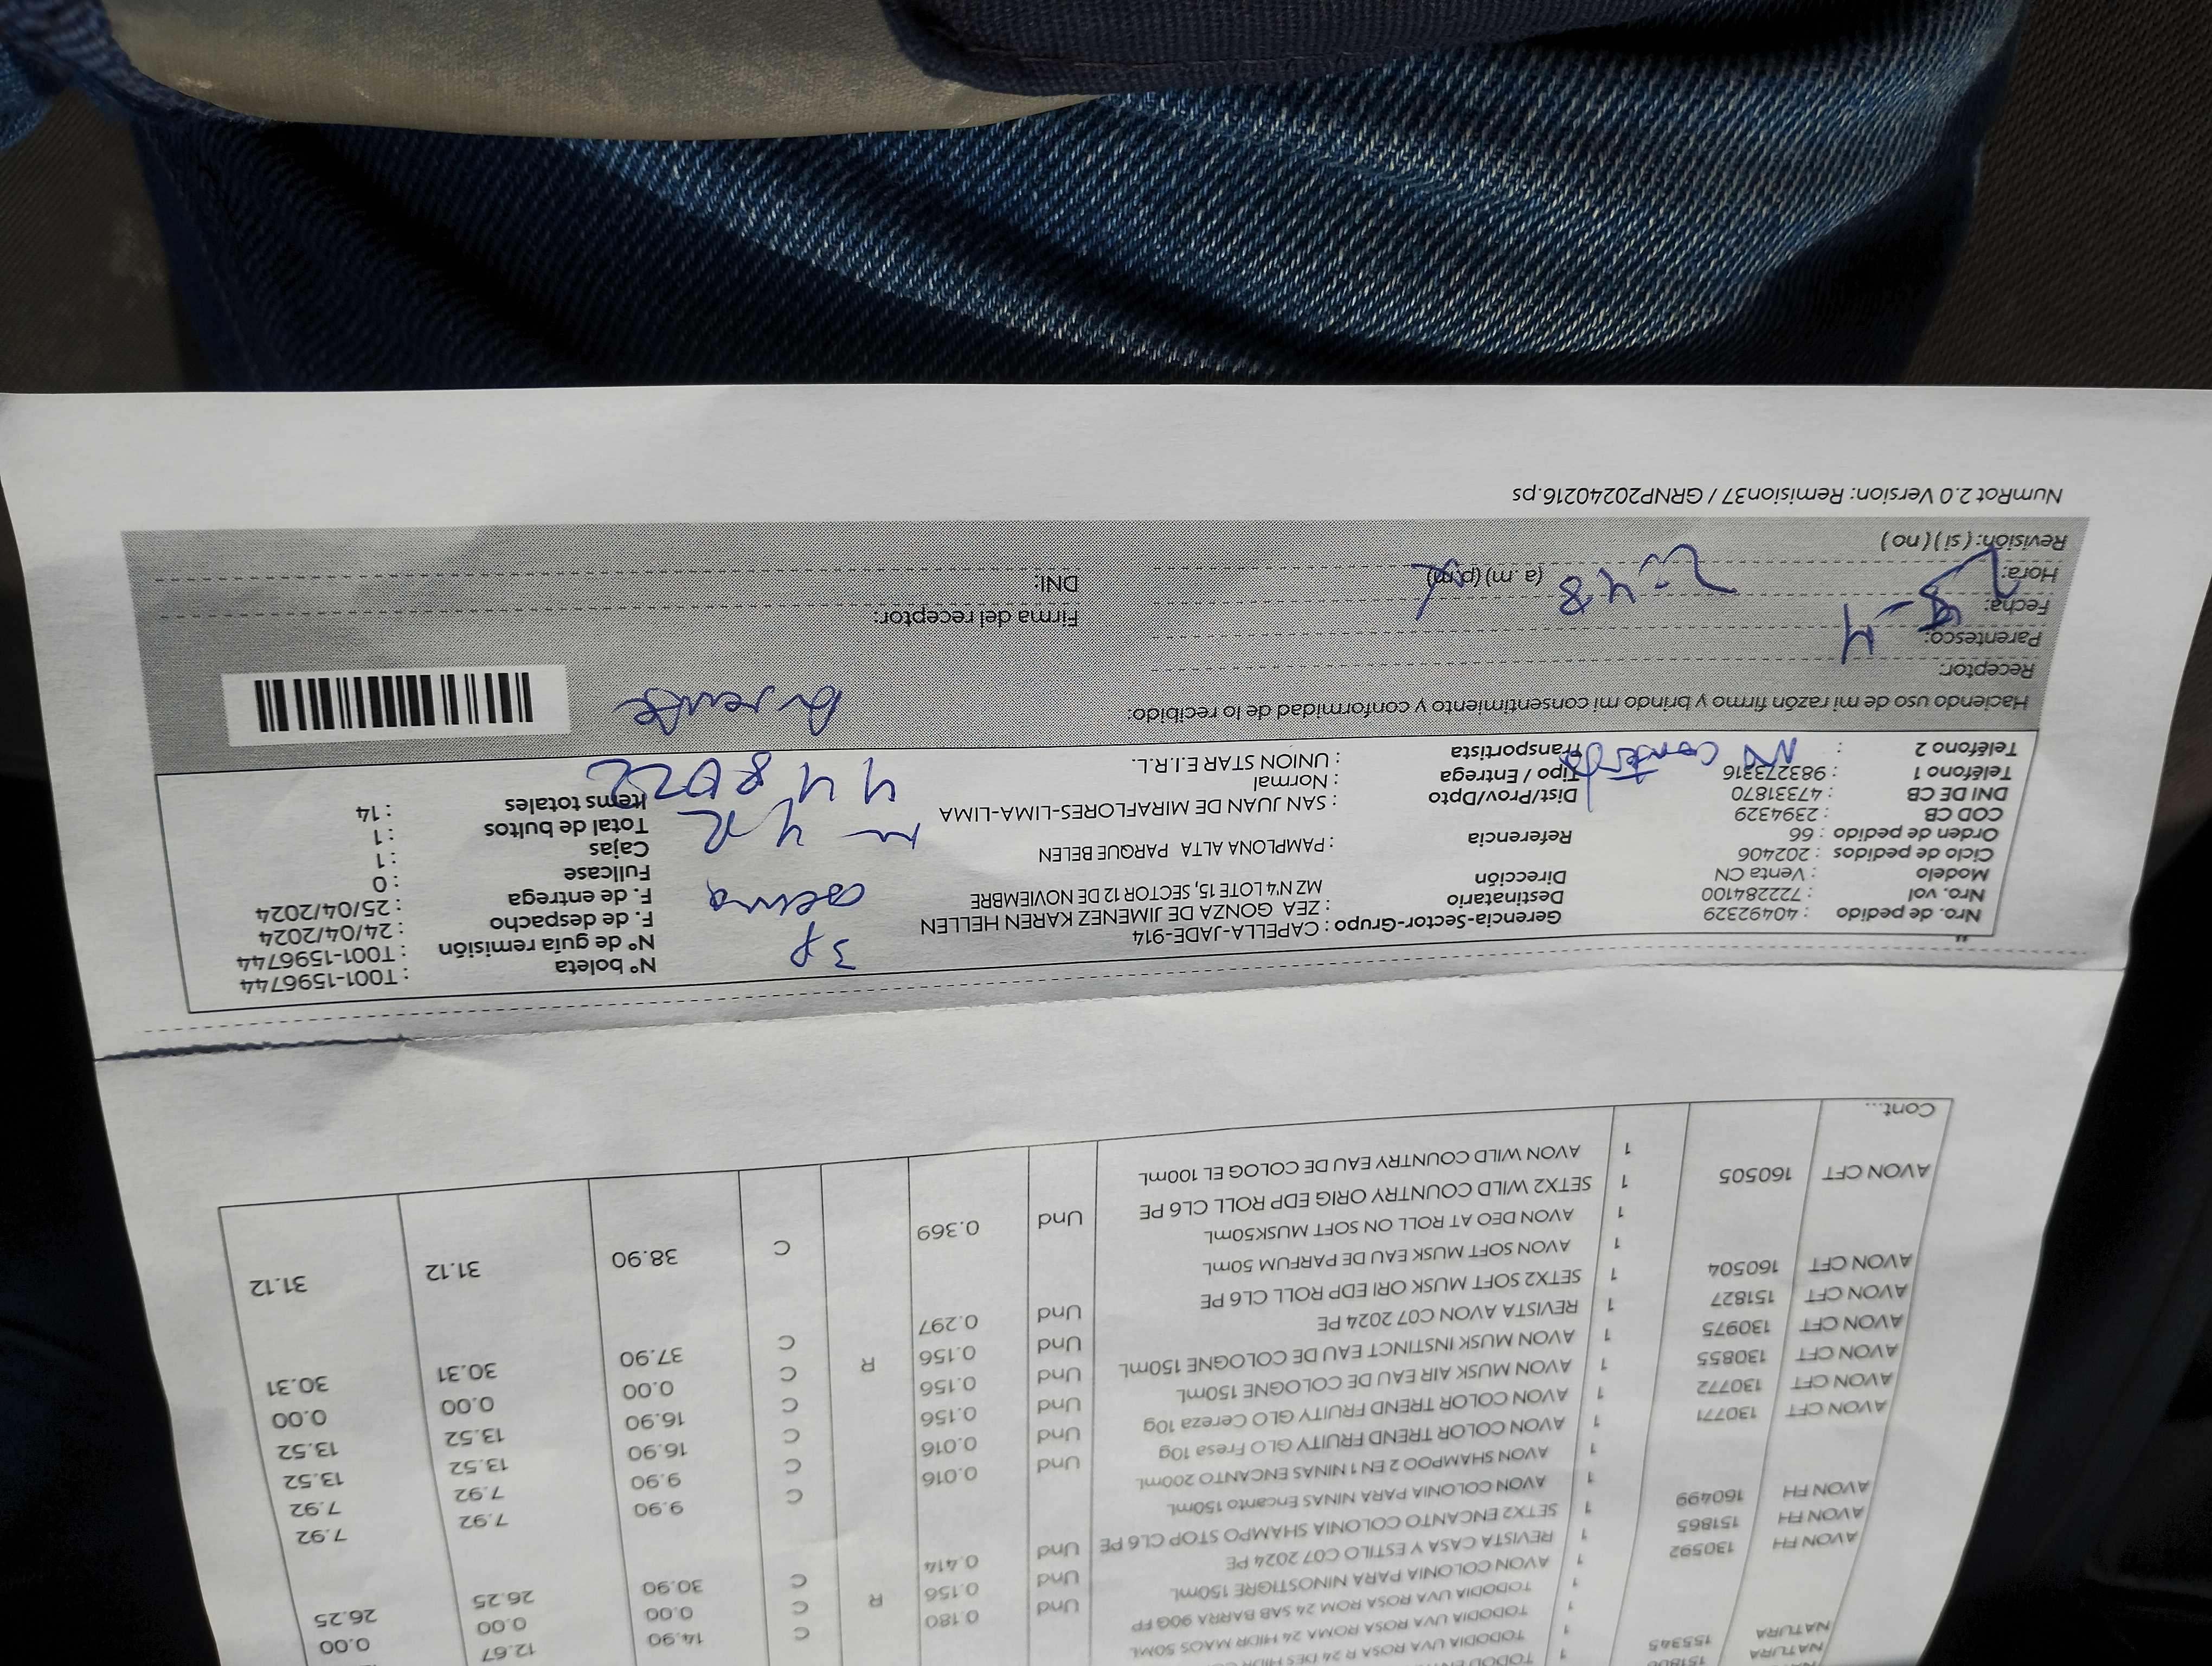 NATURA 155345 1 TODODIA UVA ROSA ROMA 24 HIDR MAOS 50ML
1 TODODIA UVA ROSA ROM 24 SAB BARRA 90G FP
AVON FH 130592 1 AVON COLONIA PARA NINOSTIGRE 150mL Und 0.180 C 14.90 12.67
AVON FH 151865 1 REVISTA CASA Y ESTILO C07 2024 PE Und 0.156 R C 0.00 0.00 0.00
AVON FH 160499 1 SETX2 ENCANTO COLONIA SHAMPO STOP CL6 PE Und 0.414 C 30.90 26.25 26.25
1 AVON COLONIA PARA NINAS Encanto 150mL
1 AVON SHAMPOO 2 EN 1 NINAS ENCANTO 200mL
AVON CFT 130771 1 AVON COLOR TREND FRUITY GLO Fresa 10g Und 0.016 C 9.90 7.92 7.92
AVON CFT 130772 1 AVON COLOR TREND FRUITY GLO Cereza 10g Und 0.016 C 9.90 7.92 7.92
AVON CFT 130855 1 AVON MUSK AIR EAU DE COLOGNE 150mL Und 0.156 C 16.90 13.52 13.52
AVON CFT 130975 1 AVON MUSK INSTINCT EAU DE COLOGNE 150mL Und 0.156 C 16.90 13.52 13.52
AVON CFT 151827 1 REVISTA AVON C07 2024 PE Und 0.156 R C 0.00 0.00 0.00
AVON CFT 160504 1 SETX2 SOFT MUSK ORI EDP ROLL CL6 PE Und 0.297 C 37.90 30.31 30.31
1 AVON SOFT MUSK EAU DE PARFUM 50mL
1 AVON DEO AT ROLL ON SOFT MUSK50mL
AVON CFT 160505 1 SETX2 WILD COUNTRY ORIG EDP ROLL CL6 PE Und 0.369 C 38.90 31.12 31.12
1 AVON WILD COUNTRY EAU DE COLOG EL 100mL
Cont...
Nro. de pedido : 40492329 Gerencia-Sector-Grupo : CAPELLA-JADE-914 Nº boleta : T001-1596744
Nro. vol : 722284100 Destinatario : ZEA GONZA DE JIMENEZ KAREN HELLEN Nº de guía remisión : T001-1596744
Modelo : Venta CN Dirección MZ N'4 LOTE 15, SECTOR 12 DE NOVIEMBRE F. de despacho : 24/04/2024
Ciclo de pedidos : 202406 F. de entrega : 25/04/2024
Orden de pedido : 66 Referencia : PAMPLONA ALTA PARQUE BELEN Fullcase : 0
COD CB : 2394329 Cajas : 1
DNI DE CB : 47331870 Dist/Prov/Dpto : SAN JUAN DE MIRAFLORES-LIMA-LIMA Total de bultos : 1
Teléfono 1 : 983273316 Tipo / Entrega : Normal Items totales : 14
Teléfono 2 : No contesta Transportista : UNION STAR E.I.R.L.
3P
crema
Ausente
Haciendo uso de mi razón firmo y brindo mi consentimiento y conformidad de lo recibido:
Receptor:
Parentesco:
Fecha: Firma del receptor:
Hora: 48 (a.m) (p.m) DNI:
Revisión: (si) (no)
NumRot 2.0 Version: Remision37 / GRNP20240216.ps